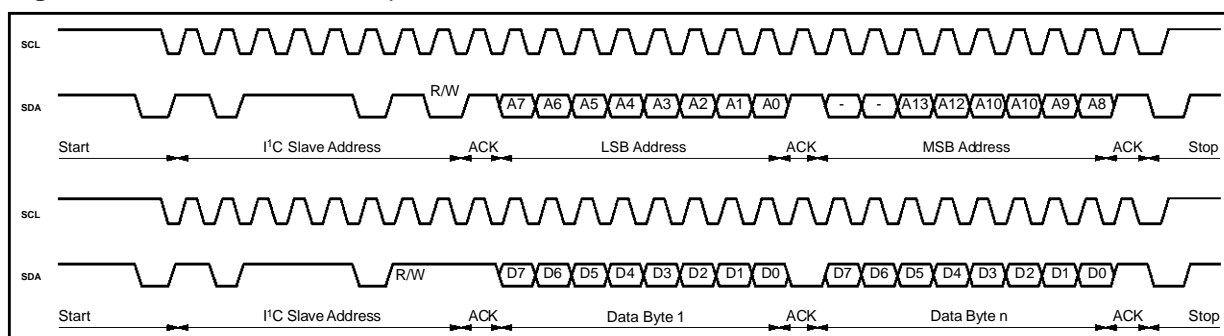 SCL
SDA R/W A7 A6 A5 A4 A3 A2 A1 A0 - - A13 A12 A10 A10 A9 A8
Start I¹C Slave Address ACK LSB Address ACK MSB Address ACK Stop
SCL
SDA R/W D7 D6 D5 D4 D3 D2 D1 D0 D7 D6 D5 D4 D3 D2 D1 D0
Start I¹C Slave Address ACK Data Byte 1 ACK Data Byte n ACK Stop